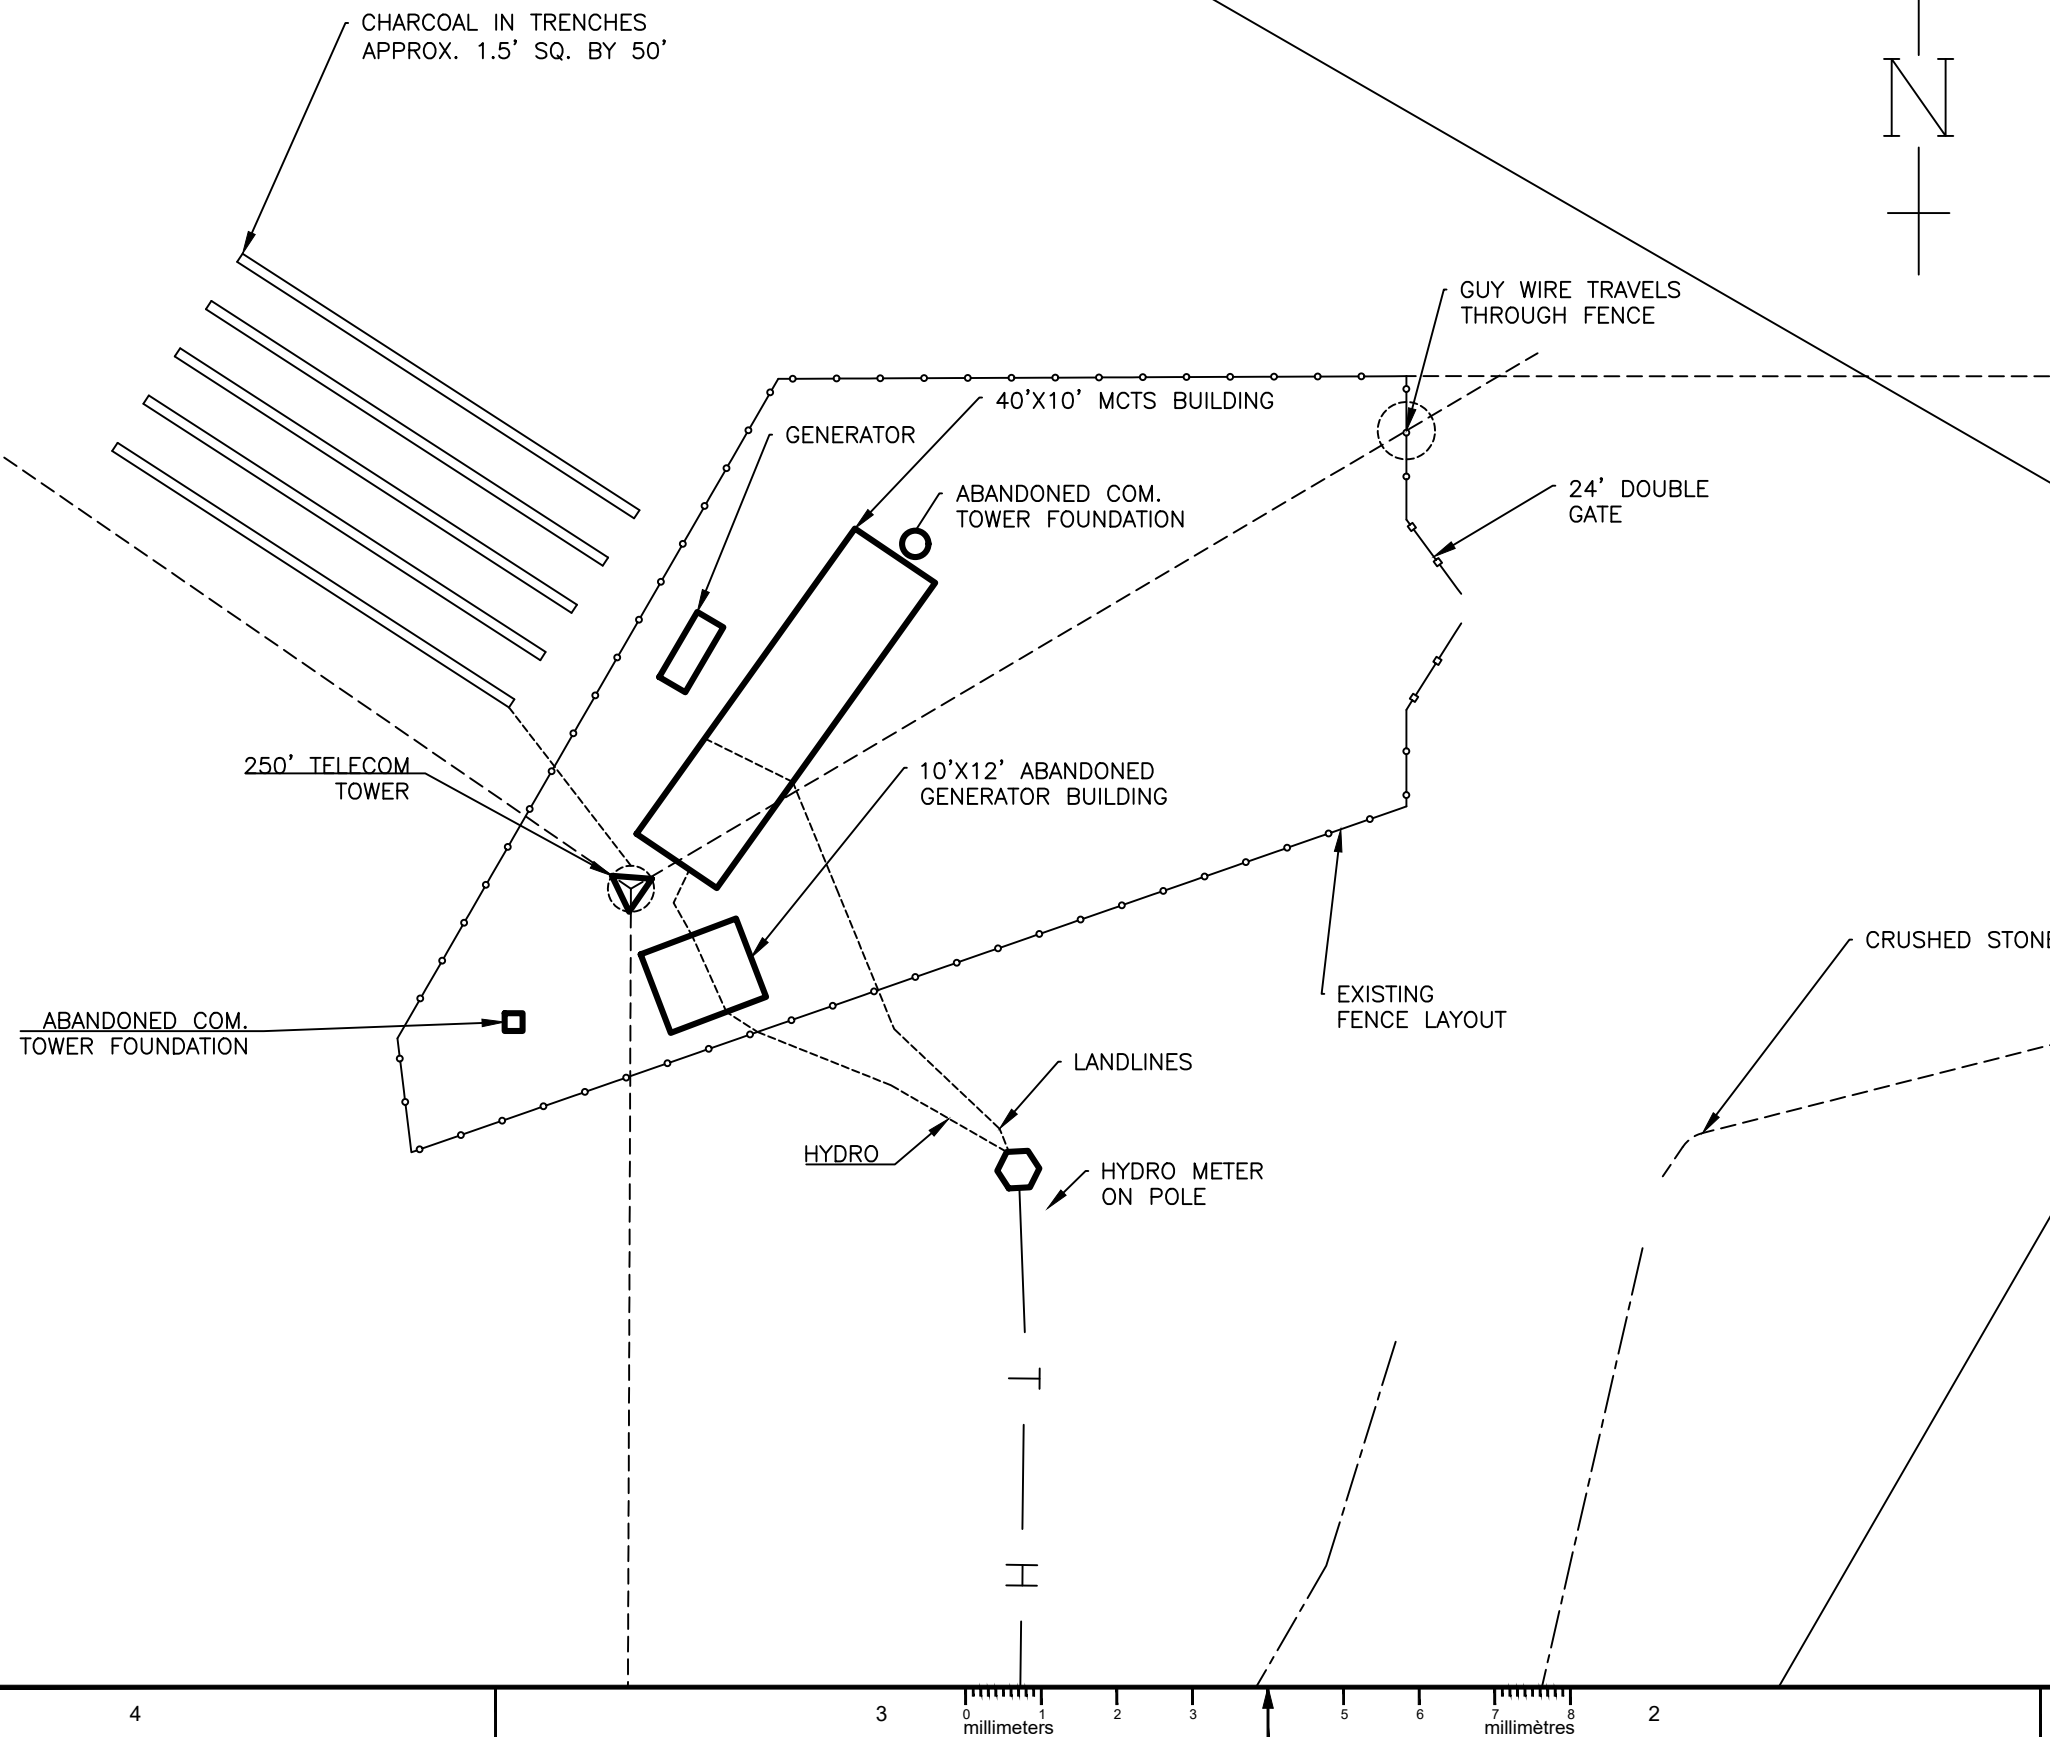 CHARCOAL IN TRENCHES
APPROX. 1.5' SQ. BY 50'
N
GUY WIRE TRAVELS
THROUGH FENCE
40'X10' MCTS BUILDING
GENERATOR
ABANDONED COM.
TOWER FOUNDATION
24' DOUBLE
GATE
250' TELECOM
TOWER
10'X12' ABANDONED
GENERATOR BUILDING
CRUSHED STONE
EXISTING
FENCE LAYOUT
ABANDONED COM.
TOWER FOUNDATION
LANDLINES
HYDRO
HYDRO METER
ON POLE
T
H
4 3 0 1 2 3 5 6 7 8 2
millimeters millimètres